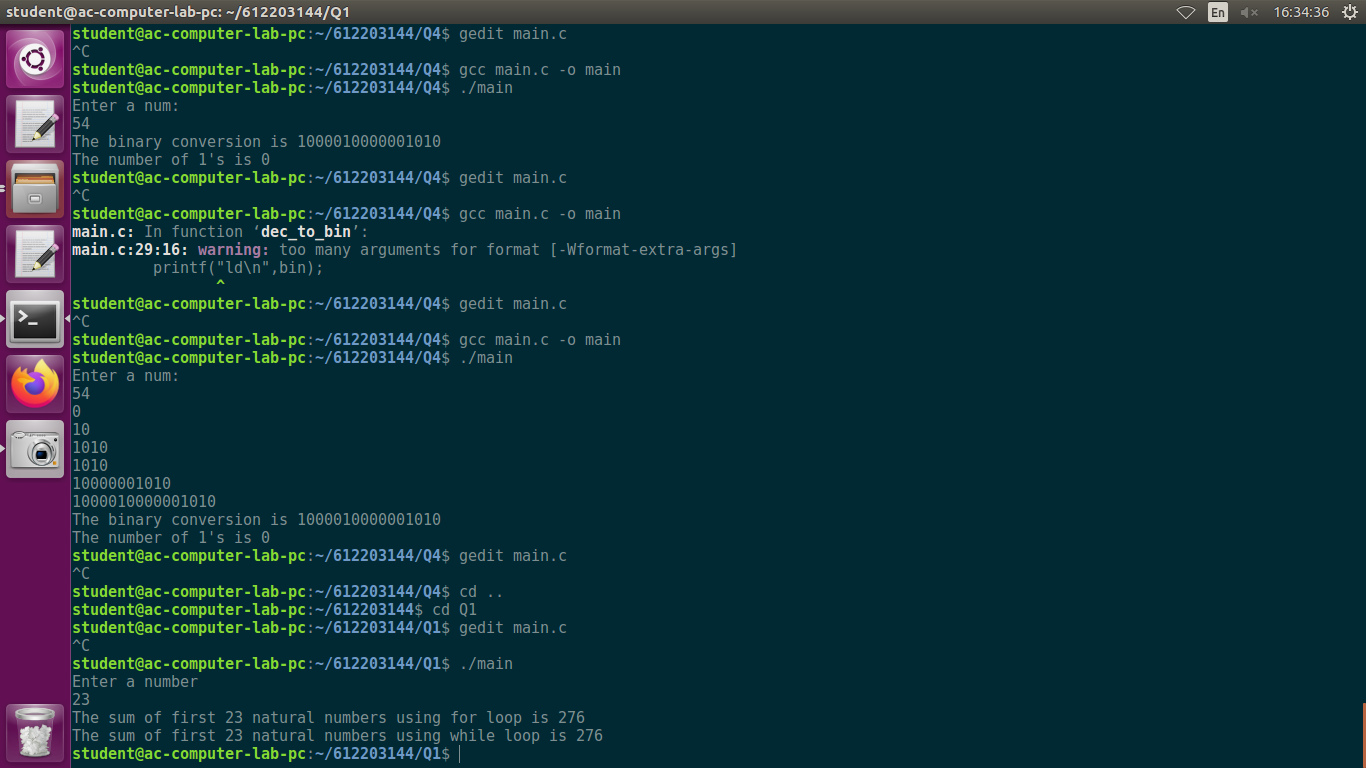 student@ac-computer-lab-pc: ~/612203144/Q1
En
16:34:36
student@ac-computer-lab-pc:~/612203144/Q4$ gedit main.c
^C
student@ac-computer-lab-pc:~/612203144/Q4$ gcc main.c -o main
student@ac-computer-lab-pc:~/612203144/Q4$ ./main
Enter a num:
54
The binary conversion is 1000010000001010
The number of 1's is 0
student@ac-computer-lab-pc:~/612203144/Q4$ gedit main.c
^C
student@ac-computer-lab-pc:~/612203144/Q4$ gcc main.c -o main
main.c: In function ‘dec_to_bin’:
main.c:29:16: warning: too many arguments for format [-Wformat-extra-args]
         printf("ld\n",bin);
                ^
student@ac-computer-lab-pc:~/612203144/Q4$ gedit main.c
^C
student@ac-computer-lab-pc:~/612203144/Q4$ gcc main.c -o main
student@ac-computer-lab-pc:~/612203144/Q4$ ./main
Enter a num:
54
0
10
1010
1010
10000001010
1000010000001010
The binary conversion is 1000010000001010
The number of 1's is 0
student@ac-computer-lab-pc:~/612203144/Q4$ gedit main.c
^C
student@ac-computer-lab-pc:~/612203144/Q4$ cd ..
student@ac-computer-lab-pc:~/612203144$ cd Q1
student@ac-computer-lab-pc:~/612203144/Q1$ gedit main.c
^C
student@ac-computer-lab-pc:~/612203144/Q1$ ./main
Enter a number
23
The sum of first 23 natural numbers using for loop is 276
The sum of first 23 natural numbers using while loop is 276
student@ac-computer-lab-pc:~/612203144/Q1$